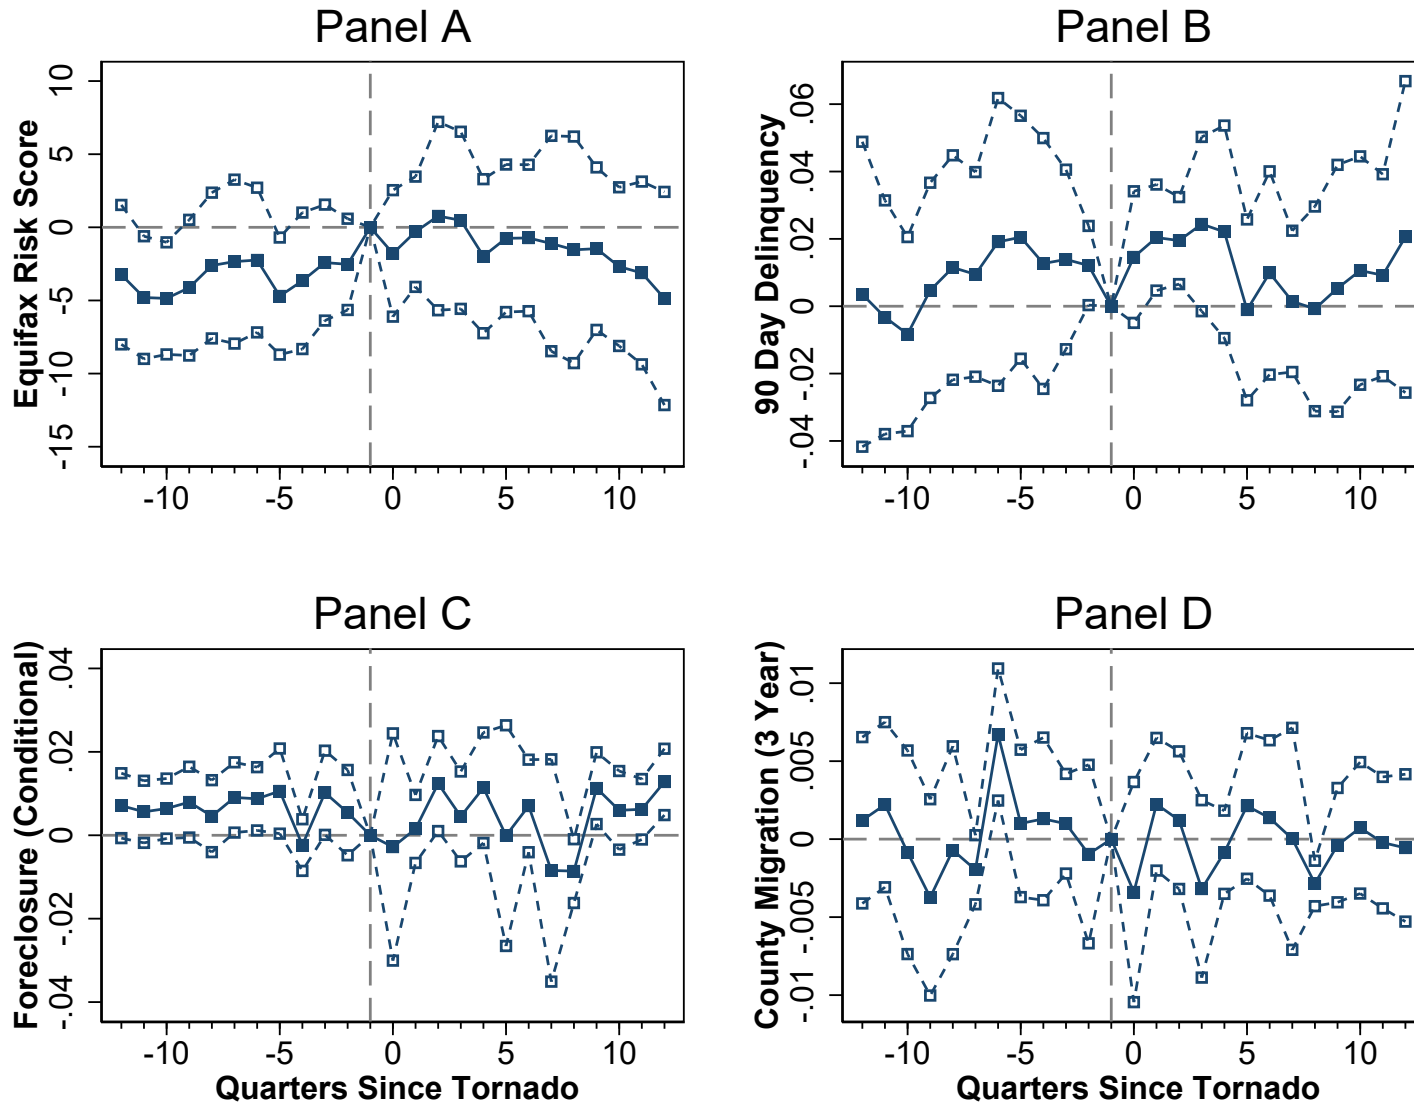 Panel A
Equifax Risk Score
10
5
0
-5
-10
-15
-10 -5 0 5 10
Panel B
90 Day Delinquency
.06
.04
.02
0
-.02
-.04
-10 -5 0 5 10
Panel C
Foreclosure (Conditional)
.04
.02
0
-.02
-.04
-10 -5 0 5 10
Quarters Since Tornado
Panel D
County Migration (3 Year)
.01
.005
0
-.005
-.01
-10 -5 0 5 10
Quarters Since Tornado